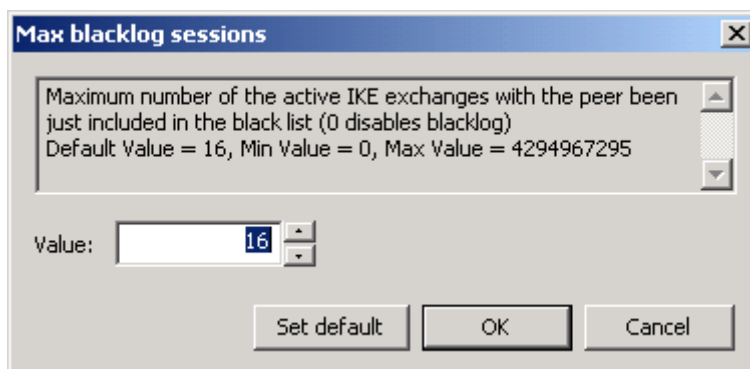 Max blacklog sessions
Maximum number of the active IKE exchanges with the peer been
just included in the black list (0 disables blacklog)
Default Value = 16, Min Value = 0, Max Value = 4294967295
Value: 16
Set default OK Cancel